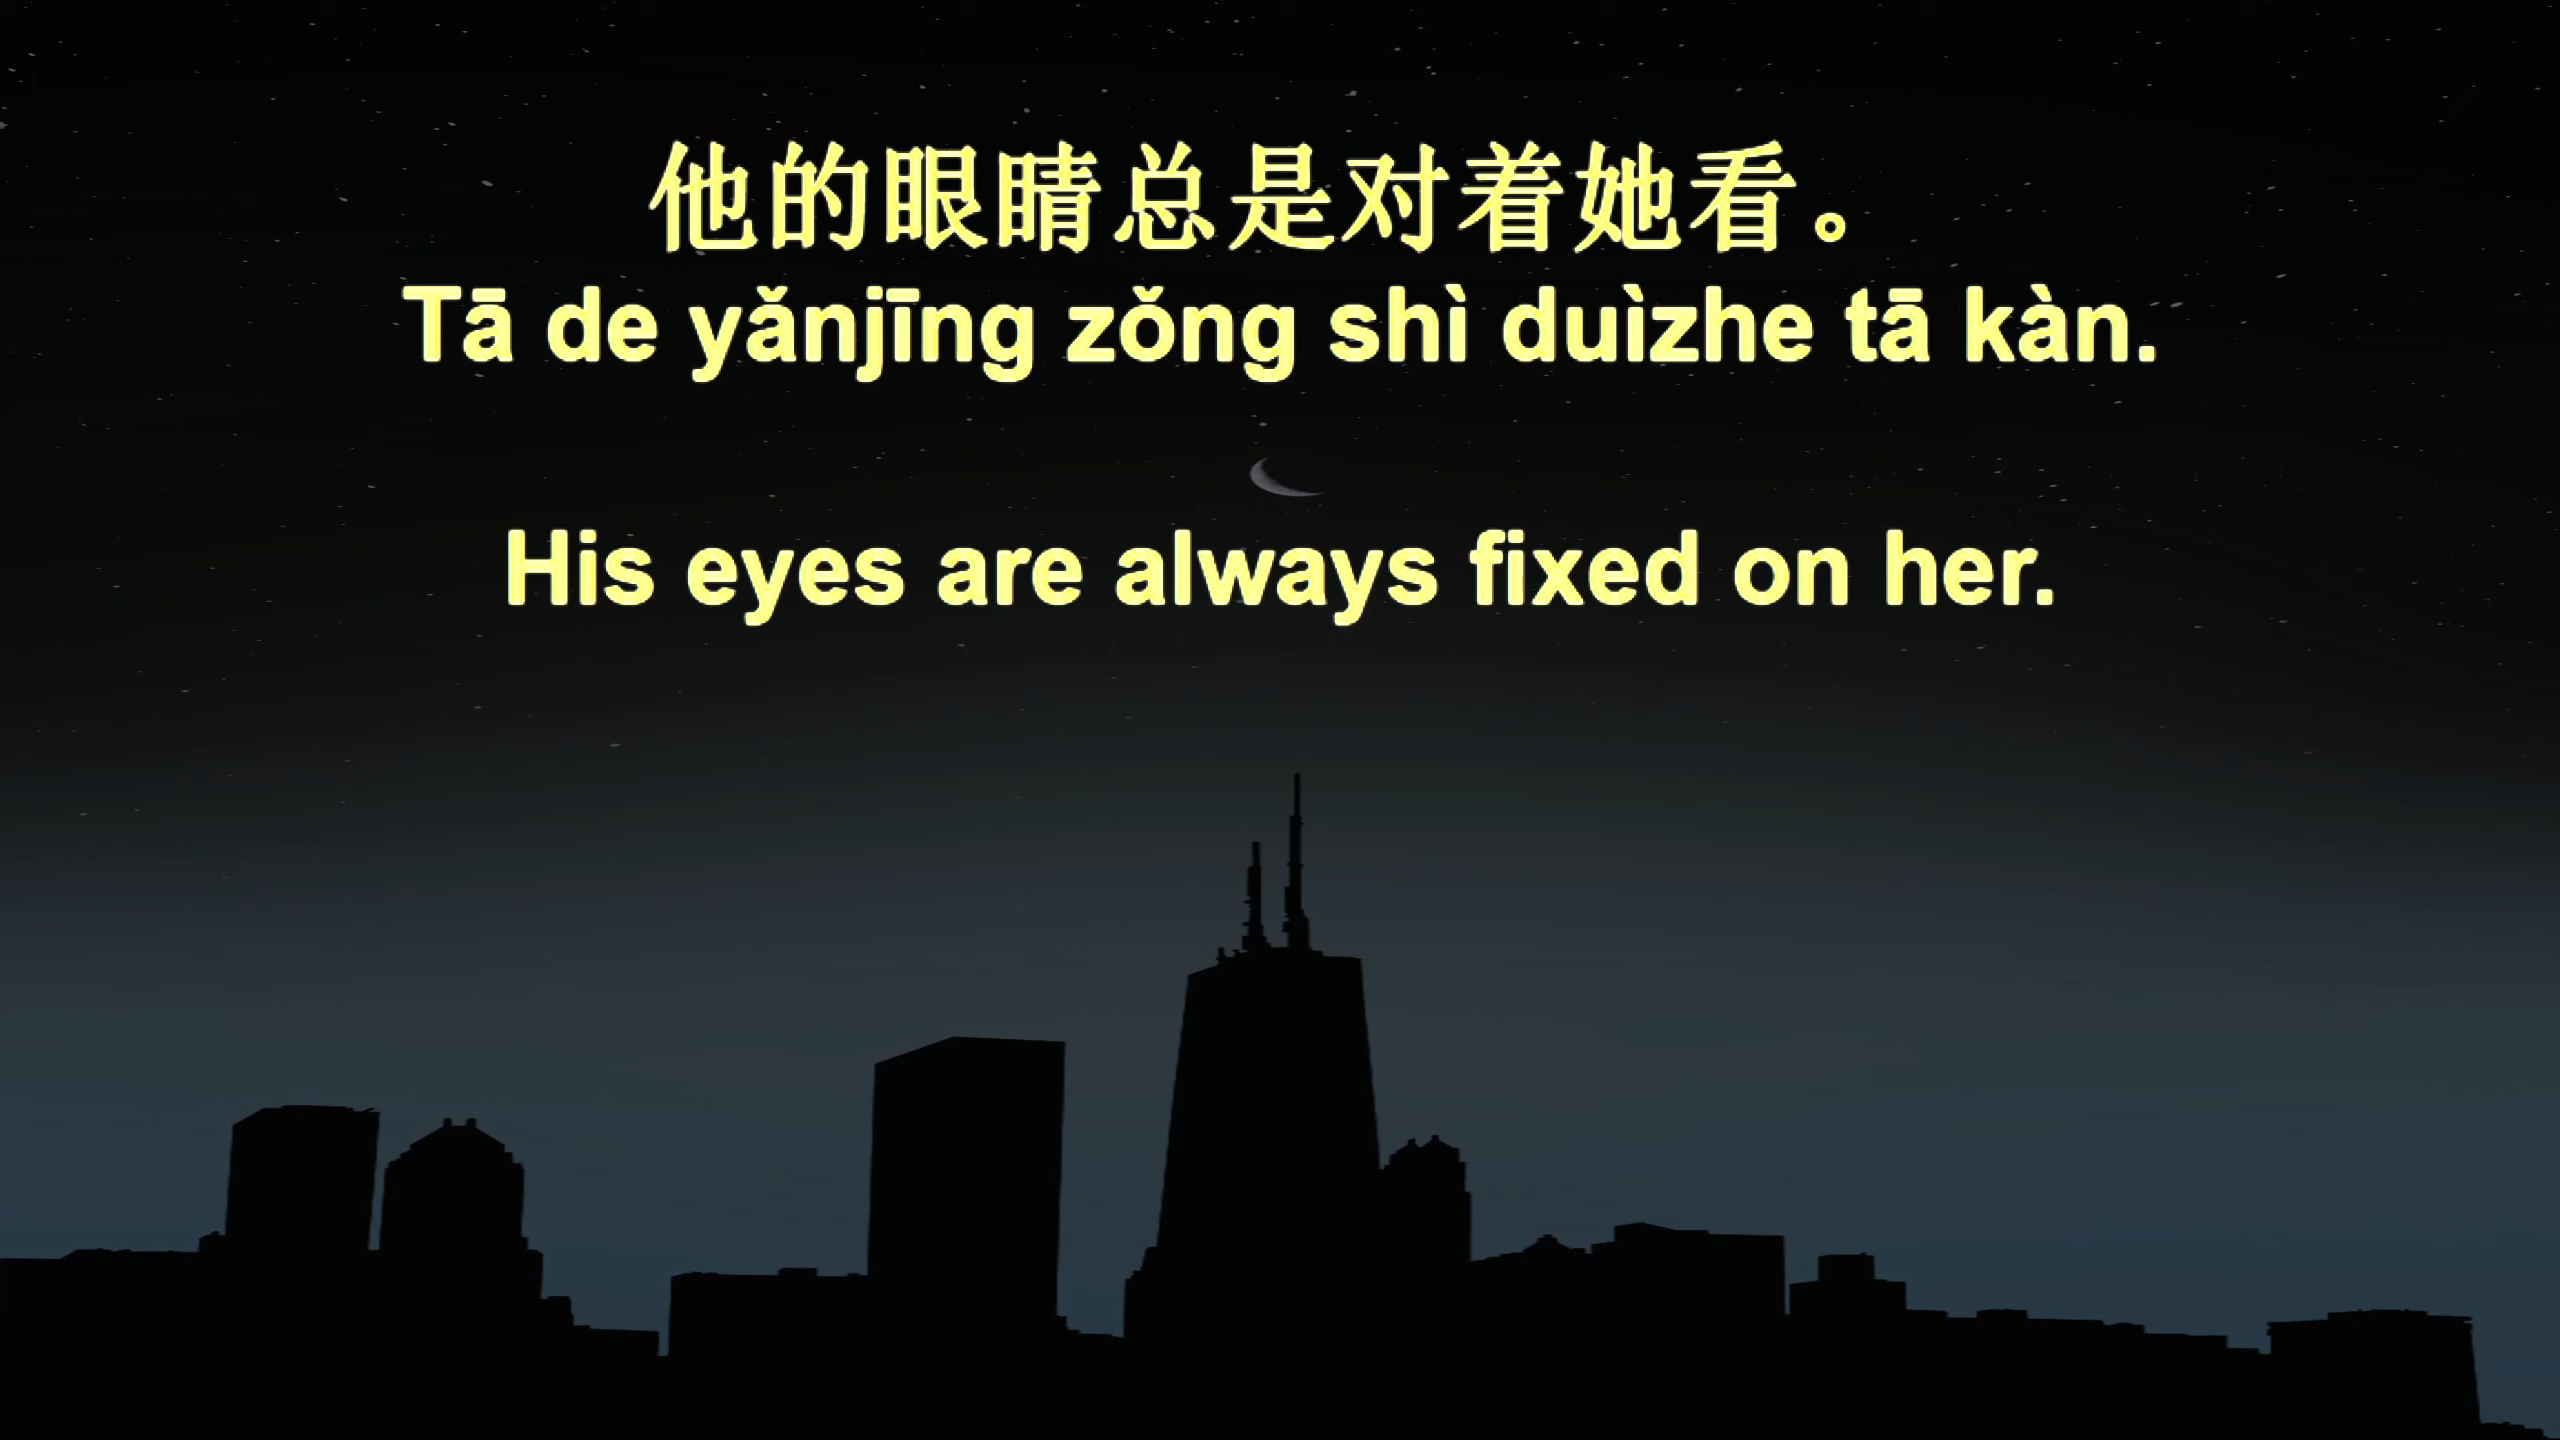 他的眼睛总是对着她看。
Tā de yǎnjīng zǒng shì duìzhe tā kàn.
His eyes are always fixed on her.